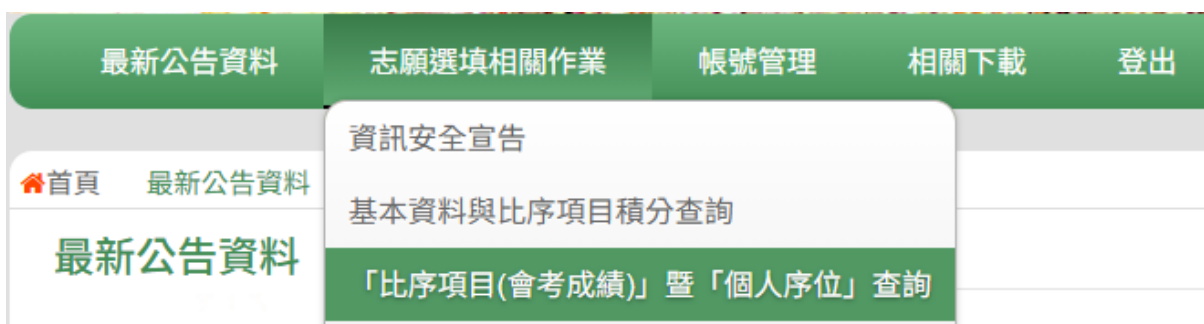 最新公告資料 志願選填相關作業 帳號管理 相關下載 登出
資訊安全宣告
首頁 最新公告資料
基本資料與比序項目積分查詢
最新公告資料
「比序項目(會考成績)」暨「個人序位」查詢